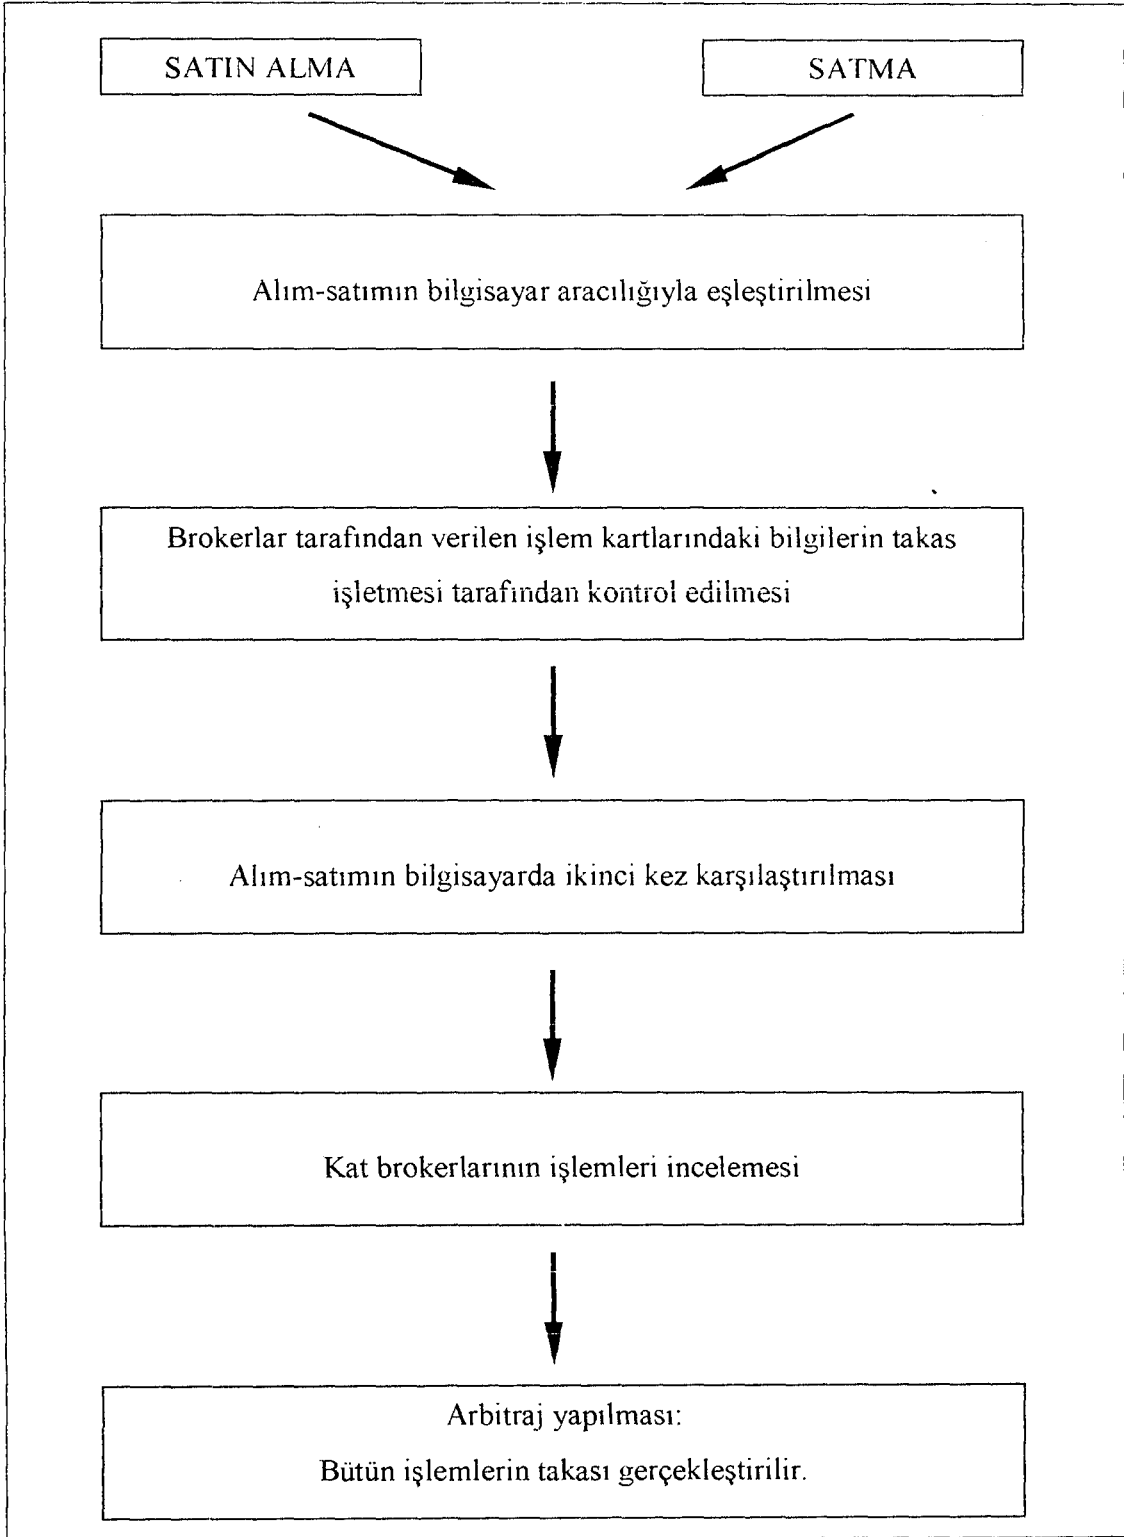 SATIN ALMA
SATMA
Alım-satımın bilgisayar aracılığıyla eşleştirilmesi
Brokerlar tarafından verilen işlem kartlarındaki bilgilerin takas
işletmesi tarafından kontrol edilmesi
Alım-satımın bilgisayarda ikinci kez karşılaştırılması
Kat brokerlarının işlemleri incelemesi
Arbitraj yapılması:
Bütün işlemlerin takası gerçekleştirilir.